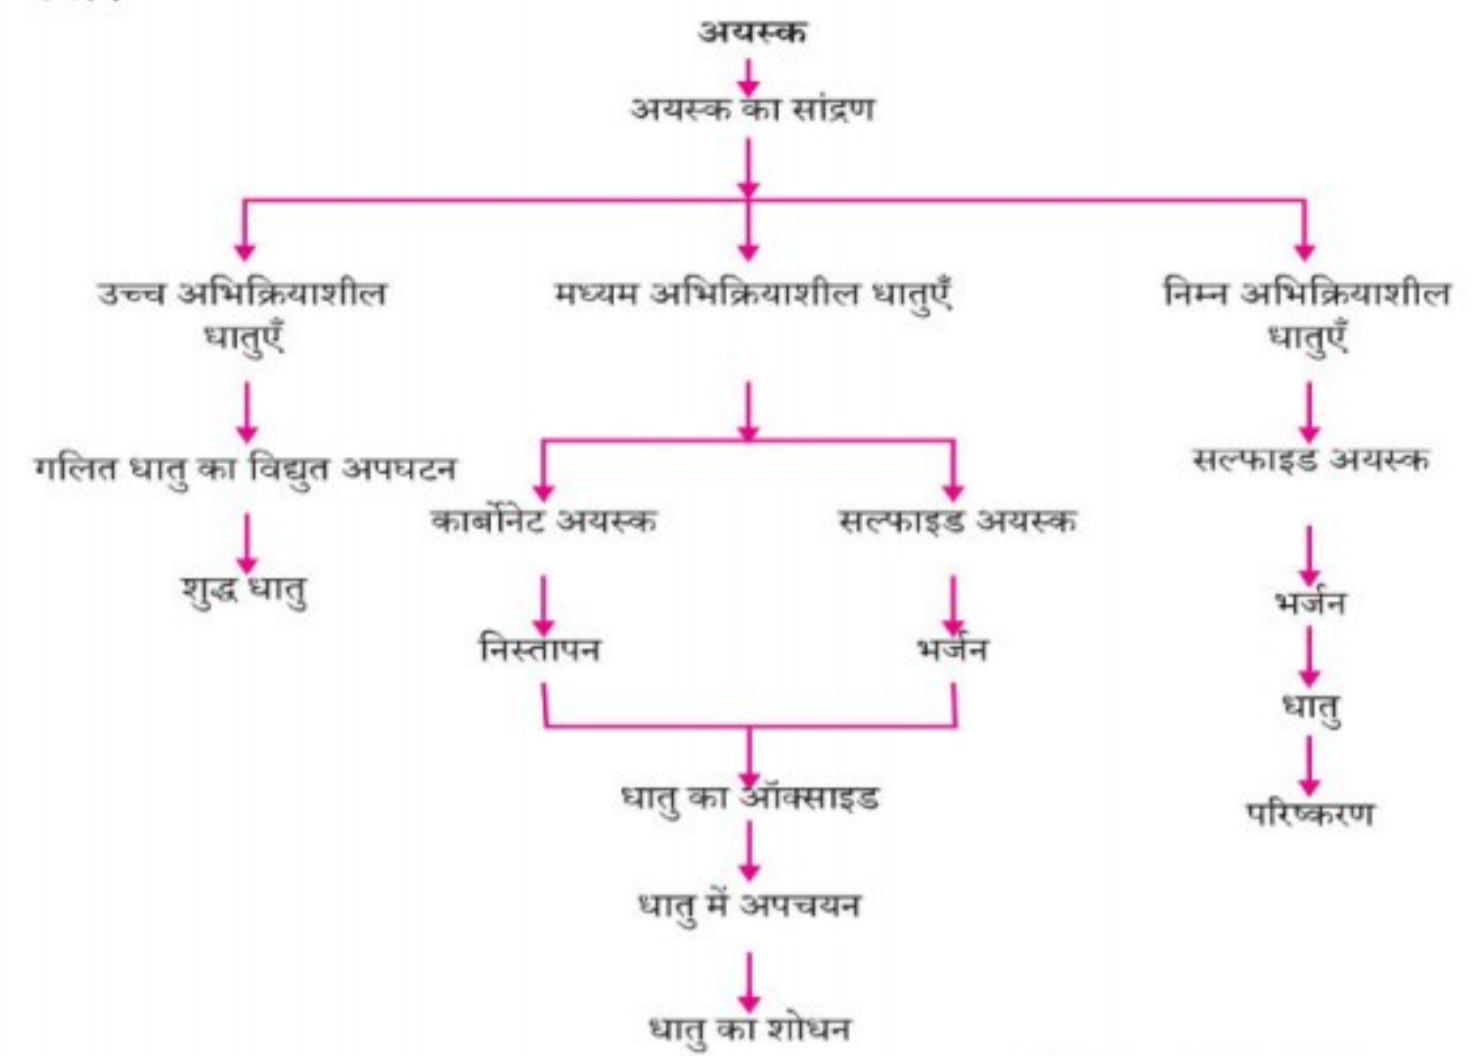 अयस्क
अयस्क का सांद्रण
उच्च अभिक्रियाशील
धातुएँ
मध्यम अभिक्रियाशील धातुएँ
निम्न अभिक्रियाशील
धातुएँ
गलित धातु का विद्युत अपघटन
शुद्ध धातु
कार्बोनेट अयस्क
सल्फाइड अयस्क
निस्तापन
भर्जन
धातु का ऑक्साइड
धातु में अपचयन
धातु का शोधन
सल्फाइड अयस्क
भर्जन
धातु
परिष्करण